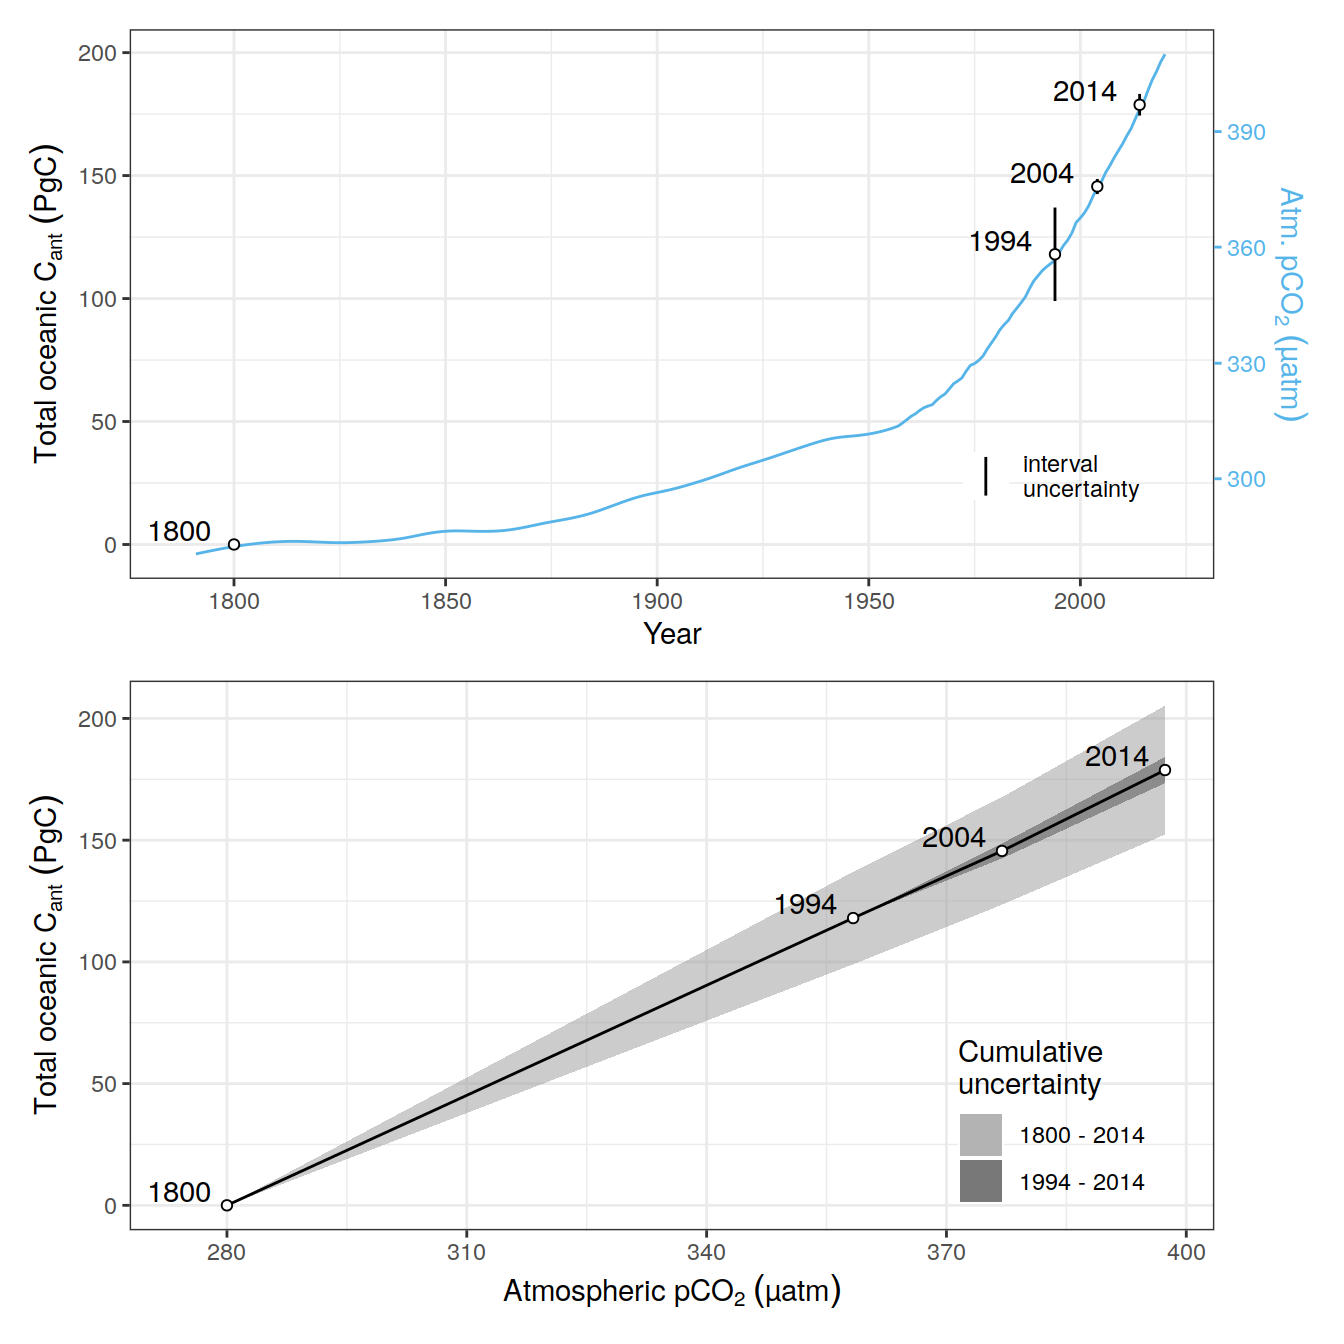 200
150
100
50
0
Total oceanic Cant (PgC)
2014
2004
1994
1800
390
360
330
300
Atm. pCO2 (µatm)
interval
uncertainty
1800 1850 1900 1950 2000
Year
200
150
100
50
0
Total oceanic Cant (PgC)
2014
2004
1994
1800
Cumulative
uncertainty
1800 - 2014
1994 - 2014
280 310 340 370 400
Atmospheric pCO2 (µatm)